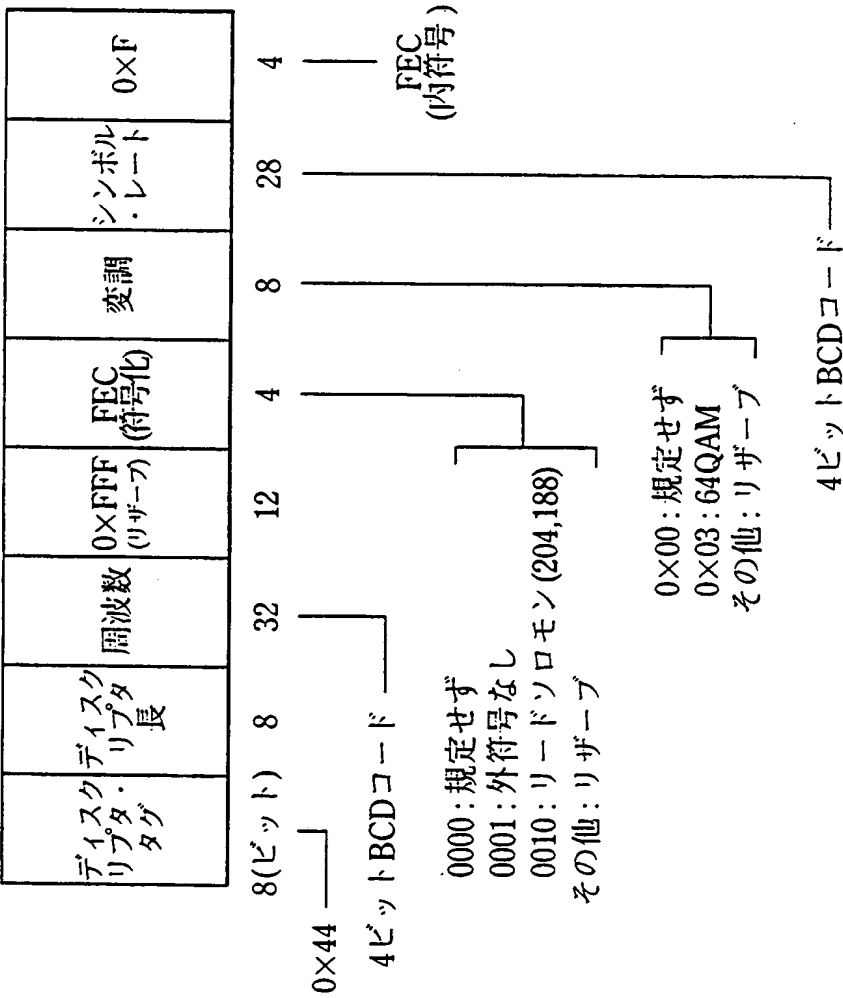 ディスク
リプタ・
タグ
ディスク
リプタ
長
周波数
0×FFF
(リザーブ)
FEC
(符号化)
変調
シンボル
・レート
0×F
8(ビット)
8
32
12
4
8
28
4
0×44
4ビットBCDコード
0000:規定せず
0001:外符号なし
0010:リードソロモン(204,188)
その他:リザーブ
0×00:規定せず
0×03:64QAM
その他:リザーブ
4ビットBCDコード
FEC
(内符号)